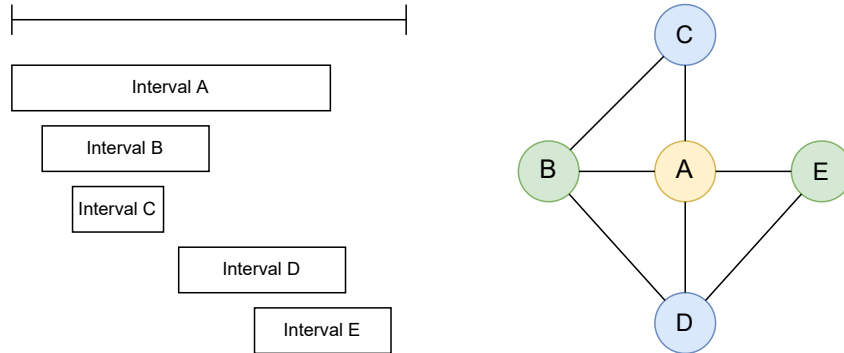 Interval A
Interval B
Interval C
Interval D
Interval E
C
B
A
E
D